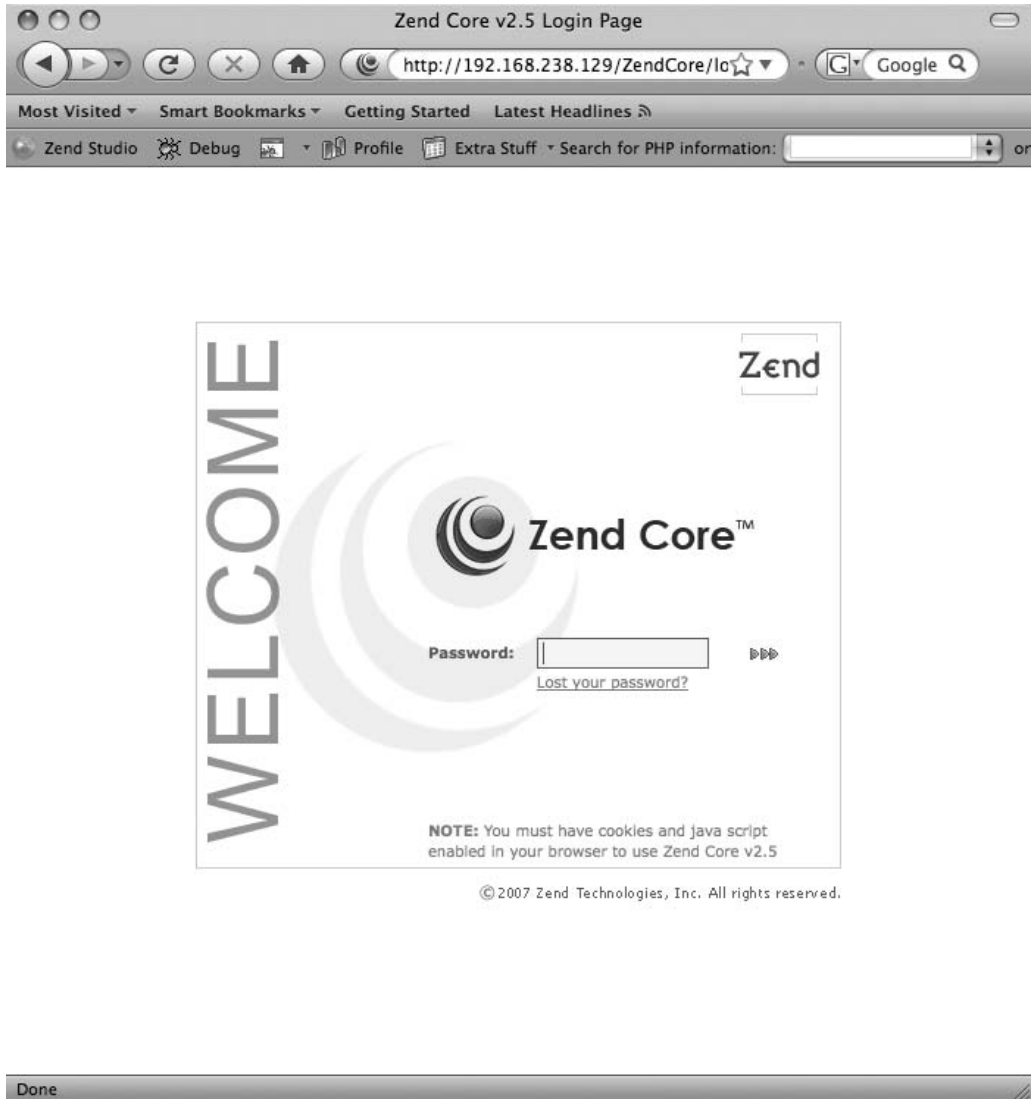 Zend Core v2.5 Login Page
http://192.168.238.129/ZendCore/lo
G Google
Most Visited Smart Bookmarks Getting Started Latest Headlines
Zend Studio Debug Profile Extra Stuff Search for PHP information: or
WELCOME
Zend
Zend Core™
Password:
Lost your password?
NOTE: You must have cookies and java script
enabled in your browser to use Zend Core v2.5
©2007 Zend Technologies, Inc. All rights reserved.
Done